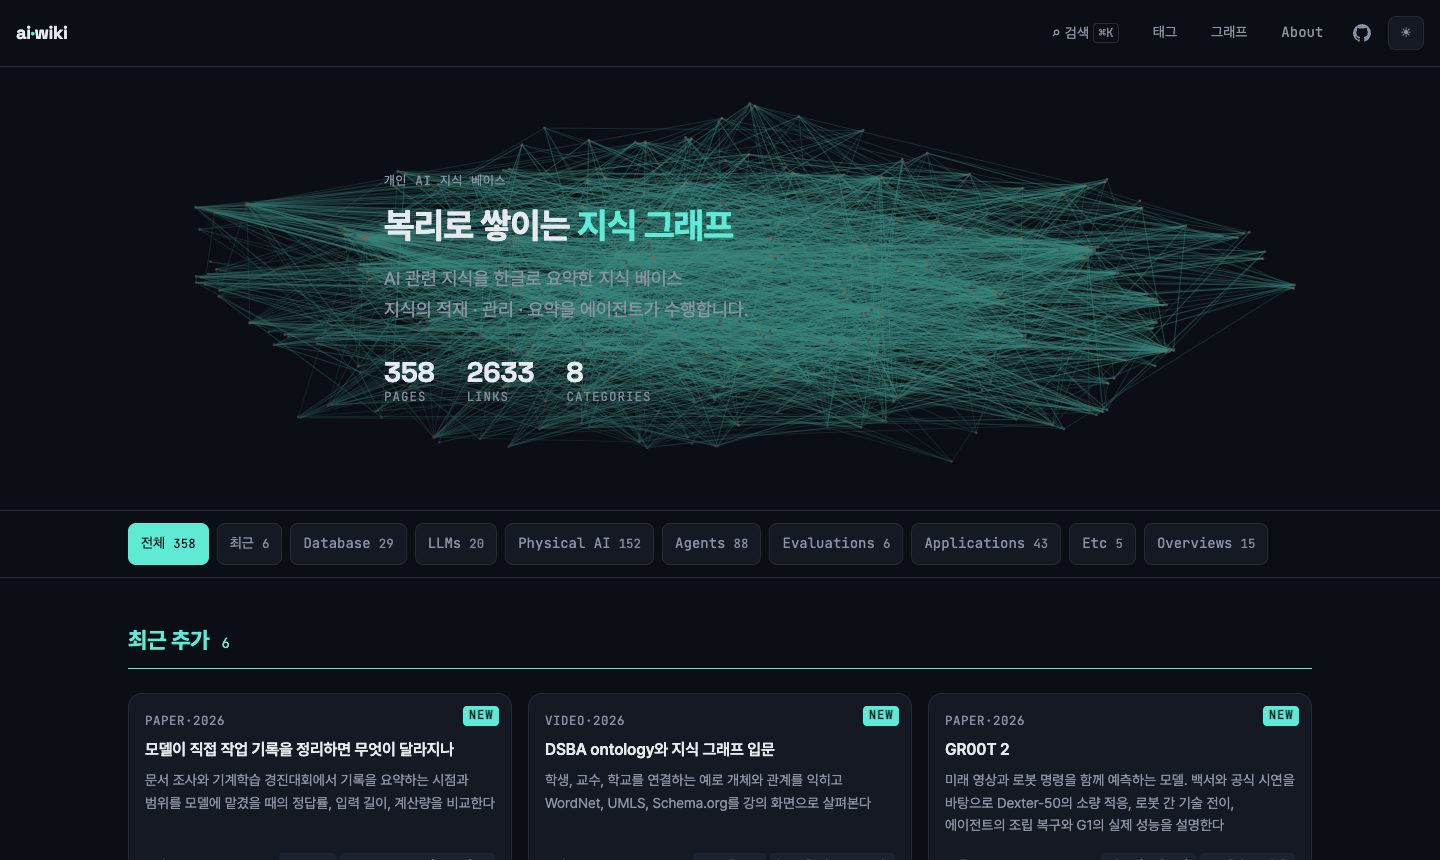 ai·wiki
⌕ 검색 ⌘K 태그 그래프 About
개인 AI 지식 베이스
복리로 쌓이는 지식 그래프
AI 관련 지식을 한글로 요약한 지식 베이스
지식의 적재 · 관리 · 요약을 에이전트가 수행합니다.
358 2633 8
PAGES LINKS CATEGORIES
전체 358 최근 6 Database 29 LLMs 20 Physical AI 152 Agents 88 Evaluations 6 Applications 43 Etc 5 Overviews 15
최근 추가 6
PAPER·2026 NEW
모델이 직접 작업 기록을 정리하면 무엇이 달라지나
문서 조사와 기계학습 경진대회에서 기록을 요약하는 시점과
범위를 모델에 맡겼을 때의 정답률, 입력 길이, 계산량을 비교한다
VIDEO·2026 NEW
DSBA ontology와 지식 그래프 입문
학생, 교수, 학교를 연결하는 예로 개체와 관계를 익히고
WordNet, UMLS, Schema.org를 강의 화면으로 살펴본다
PAPER·2026 NEW
GR00T 2
미래 영상과 로봇 명령을 함께 예측하는 모델. 백서와 공식 시연을
바탕으로 Dexter-50의 소량 적응, 로봇 간 기술 전이,
에이전트의 조립 복구와 G1의 실제 성능을 설명한다